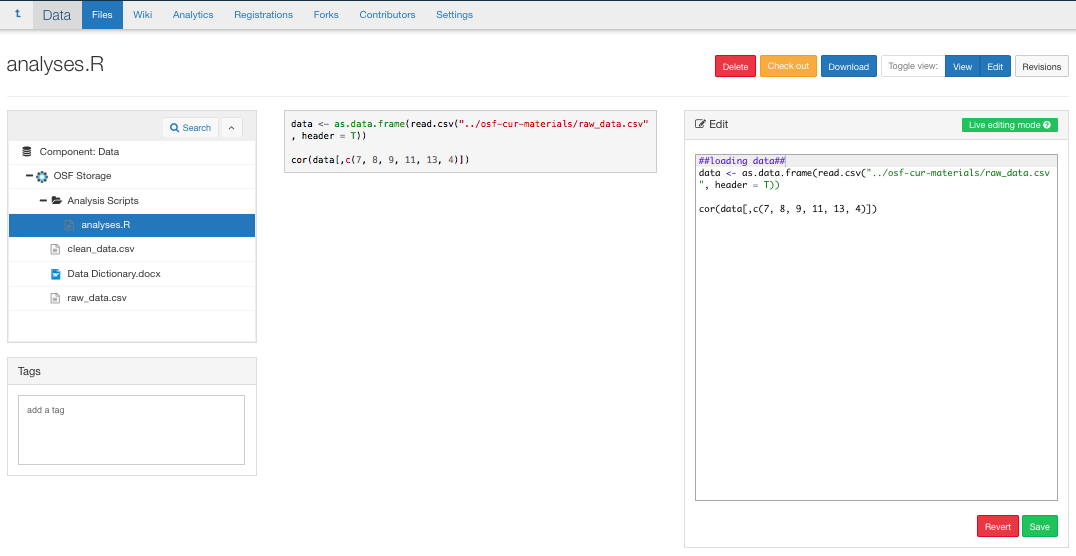 Data Files Wiki Analytics Registrations Forks Contributors Settings
analyses.R
Delete Check out Download Toggle view: View Edit Revisions
Search
Component: Data
OSF Storage
Analysis Scripts
analyses.R
clean_data.csv
Data Dictionary.docx
raw_data.csv
Tags
add a tag
data <- as.data.frame(read.csv("../osf-cur-materials/raw_data.csv"
, header = T))
cor(data[,c(7, 8, 9, 11, 13, 4)])
Edit
Live editing mode
##loading data##
data <- as.data.frame(read.csv("../osf-cur-materials/raw_data.csv
", header = T))
cor(data[,c(7, 8, 9, 11, 13, 4)])
Revert Save